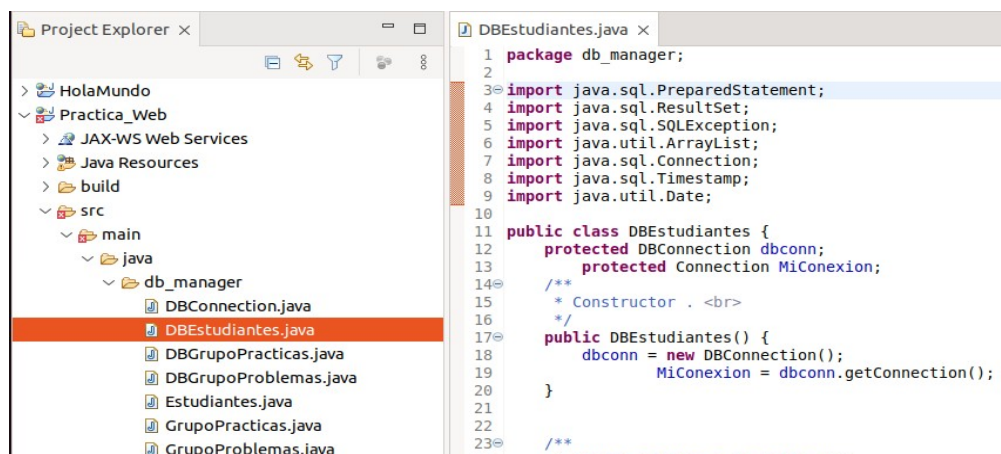 Project Explorer
HolaMundo
Practica_Web
JAX-WS Web Services
Java Resources
build
src
main
java
db_manager
DBConnection.java
DBEstudiantes.java
DBGrupoPracticas.java
DBGrupoProblemas.java
Estudiantes.java
GrupoPracticas.java
GrupoProblemas.java
DBEstudiantes.java
1 package db_manager;
2
3 import java.sql.PreparedStatement;
4 import java.sql.ResultSet;
5 import java.sql.SQLException;
6 import java.util.ArrayList;
7 import java.sql.Connection;
8 import java.sql.Timestamp;
9 import java.util.Date;
10
11 public class DBEstudiantes {
12     protected DBConnection dbconn;
13         protected Connection MiConexion;
14     /**
15      * Constructor . <br>
16      */
17     public DBEstudiantes() {
18         dbconn = new DBConnection();
19                 MiConexion = dbconn.getConnection();
20     }
21
22
23     /**